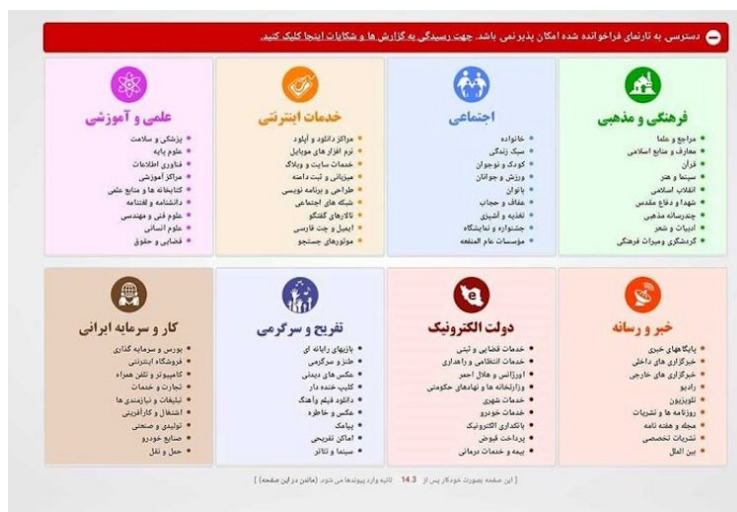 دسترسی به تارنمای فراخوانده شده امکان پذیر نمی باشد. جهت رسیدگی به گزارش ها و شکایات اینجا کلیک کنید.
فرهنگی و مذهبی
مراجع و علما
معارف و منابع اسلامی
قرآن
سینما و هنر
انقلاب اسلامی
شهدا و دفاع مقدس
چندرسانه مذهبی
ادبیات و شعر
گردشگری ومیراث فرهنگی
اجتماعی
خانواده
سبک زندگی
کودک و نوجوان
ورزش و جوانان
بانوان
عفاف و حجاب
تغذیه و آشپزی
جشنواره و نمایشگاه
مؤسسات عام المنفعه
خدمات اینترنتی
مراکز دانلود و آپلود
نرم افزار های موبایل
خدمات سایت و وبلاگ
میزبانی و ثبت دامنه
طراحی و برنامه نویسی
شبکه های اجتماعی
تالارهای گفتگو
ایمیل و چت فارسی
موتورهای جستجو
علمی و آموزشی
پزشکی و سلامت
علوم پایه
فناوری اطلاعات
مراکز آموزشی
کتابخانه ها و منابع علمی
دانشنامه و لغتنامه
علوم فنی و مهندسی
علوم انسانی
قضایی و حقوق
خبر و رسانه
پایگاههای خبری
خبرگزاری های داخلی
خبرگزاری های خارجی
رادیو
تلویزیون
روزنامه ها و نشریات
مجله و هفته نامه
نشریات تخصصی
بین الملل
دولت الکترونیک
خدمات قضایی و ثبتی
خدمات انتظامی و راهداری
اورژانس و هلال احمر
وزارتخانه ها و نهادهای حکومتی
خدمات شهری
خدمات خودرو
بانکداری الکترونیک
پرداخت قبوض
بیمه و خدمات درمانی
تفریح و سرگرمی
بازیهای رایانه ای
طنز و سرگرمی
عکس های دیدنی
کلیپ خنده دار
دانلود فیلم وآهنگ
عکس و خاطره
پیامک
اماکن تفریحی
سینما و تئاتر
کار و سرمایه ایرانی
بورس و سرمایه گذاری
فروشگاه اینترنتی
کامپیوتر و تلفن همراه
تجارت و خدمات
تبلیغات و نیازمندی ها
اشتغال و کارآفرینی
تولیدی و صنعتی
صنایع خودرو
حمل و نقل
[ این صفحه بصورت خودکار پس از 14.3 ثانیه وارد پیوندها می شود. (ماندن در این صفحه) ]